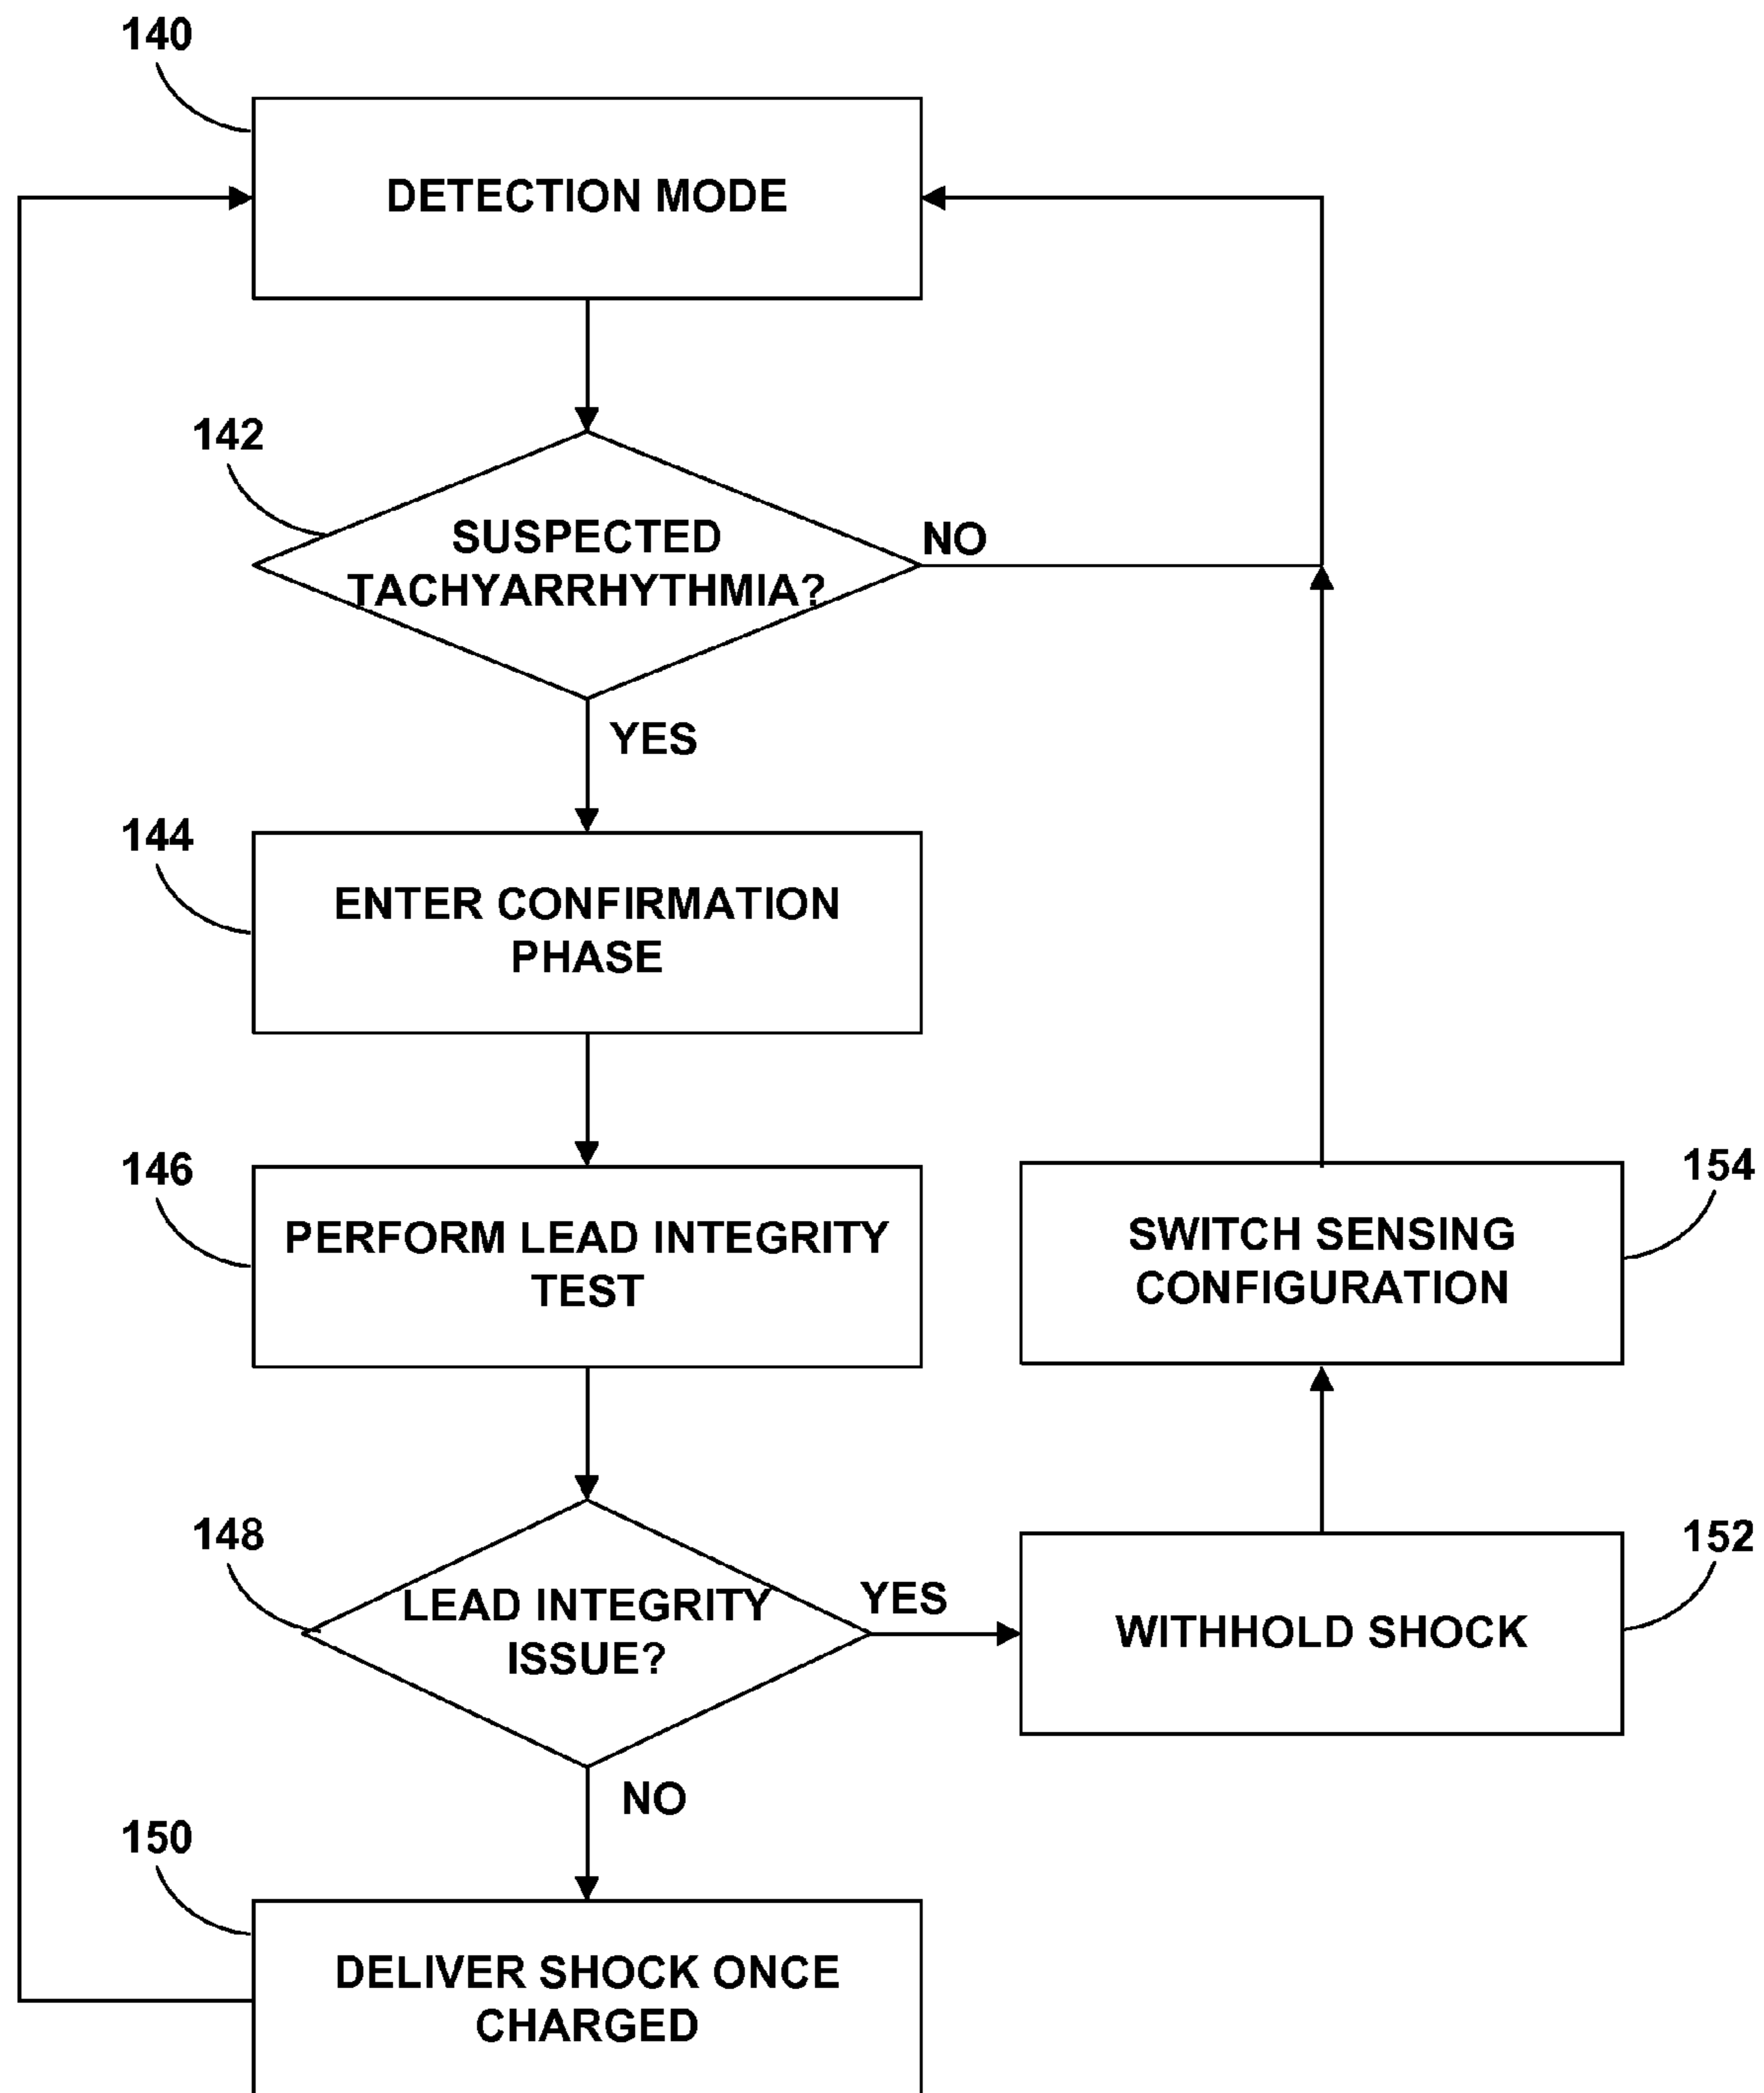 140
DETECTION MODE
142
SUSPECTED
TACHYARRHYTHMIA?
NO
YES
144
ENTER CONFIRMATION
PHASE
146
PERFORM LEAD INTEGRITY
TEST
154
SWITCH SENSING
CONFIGURATION
148
LEAD INTEGRITY
ISSUE?
YES
152
WITHHOLD SHOCK
NO
150
DELIVER SHOCK ONCE
CHARGED